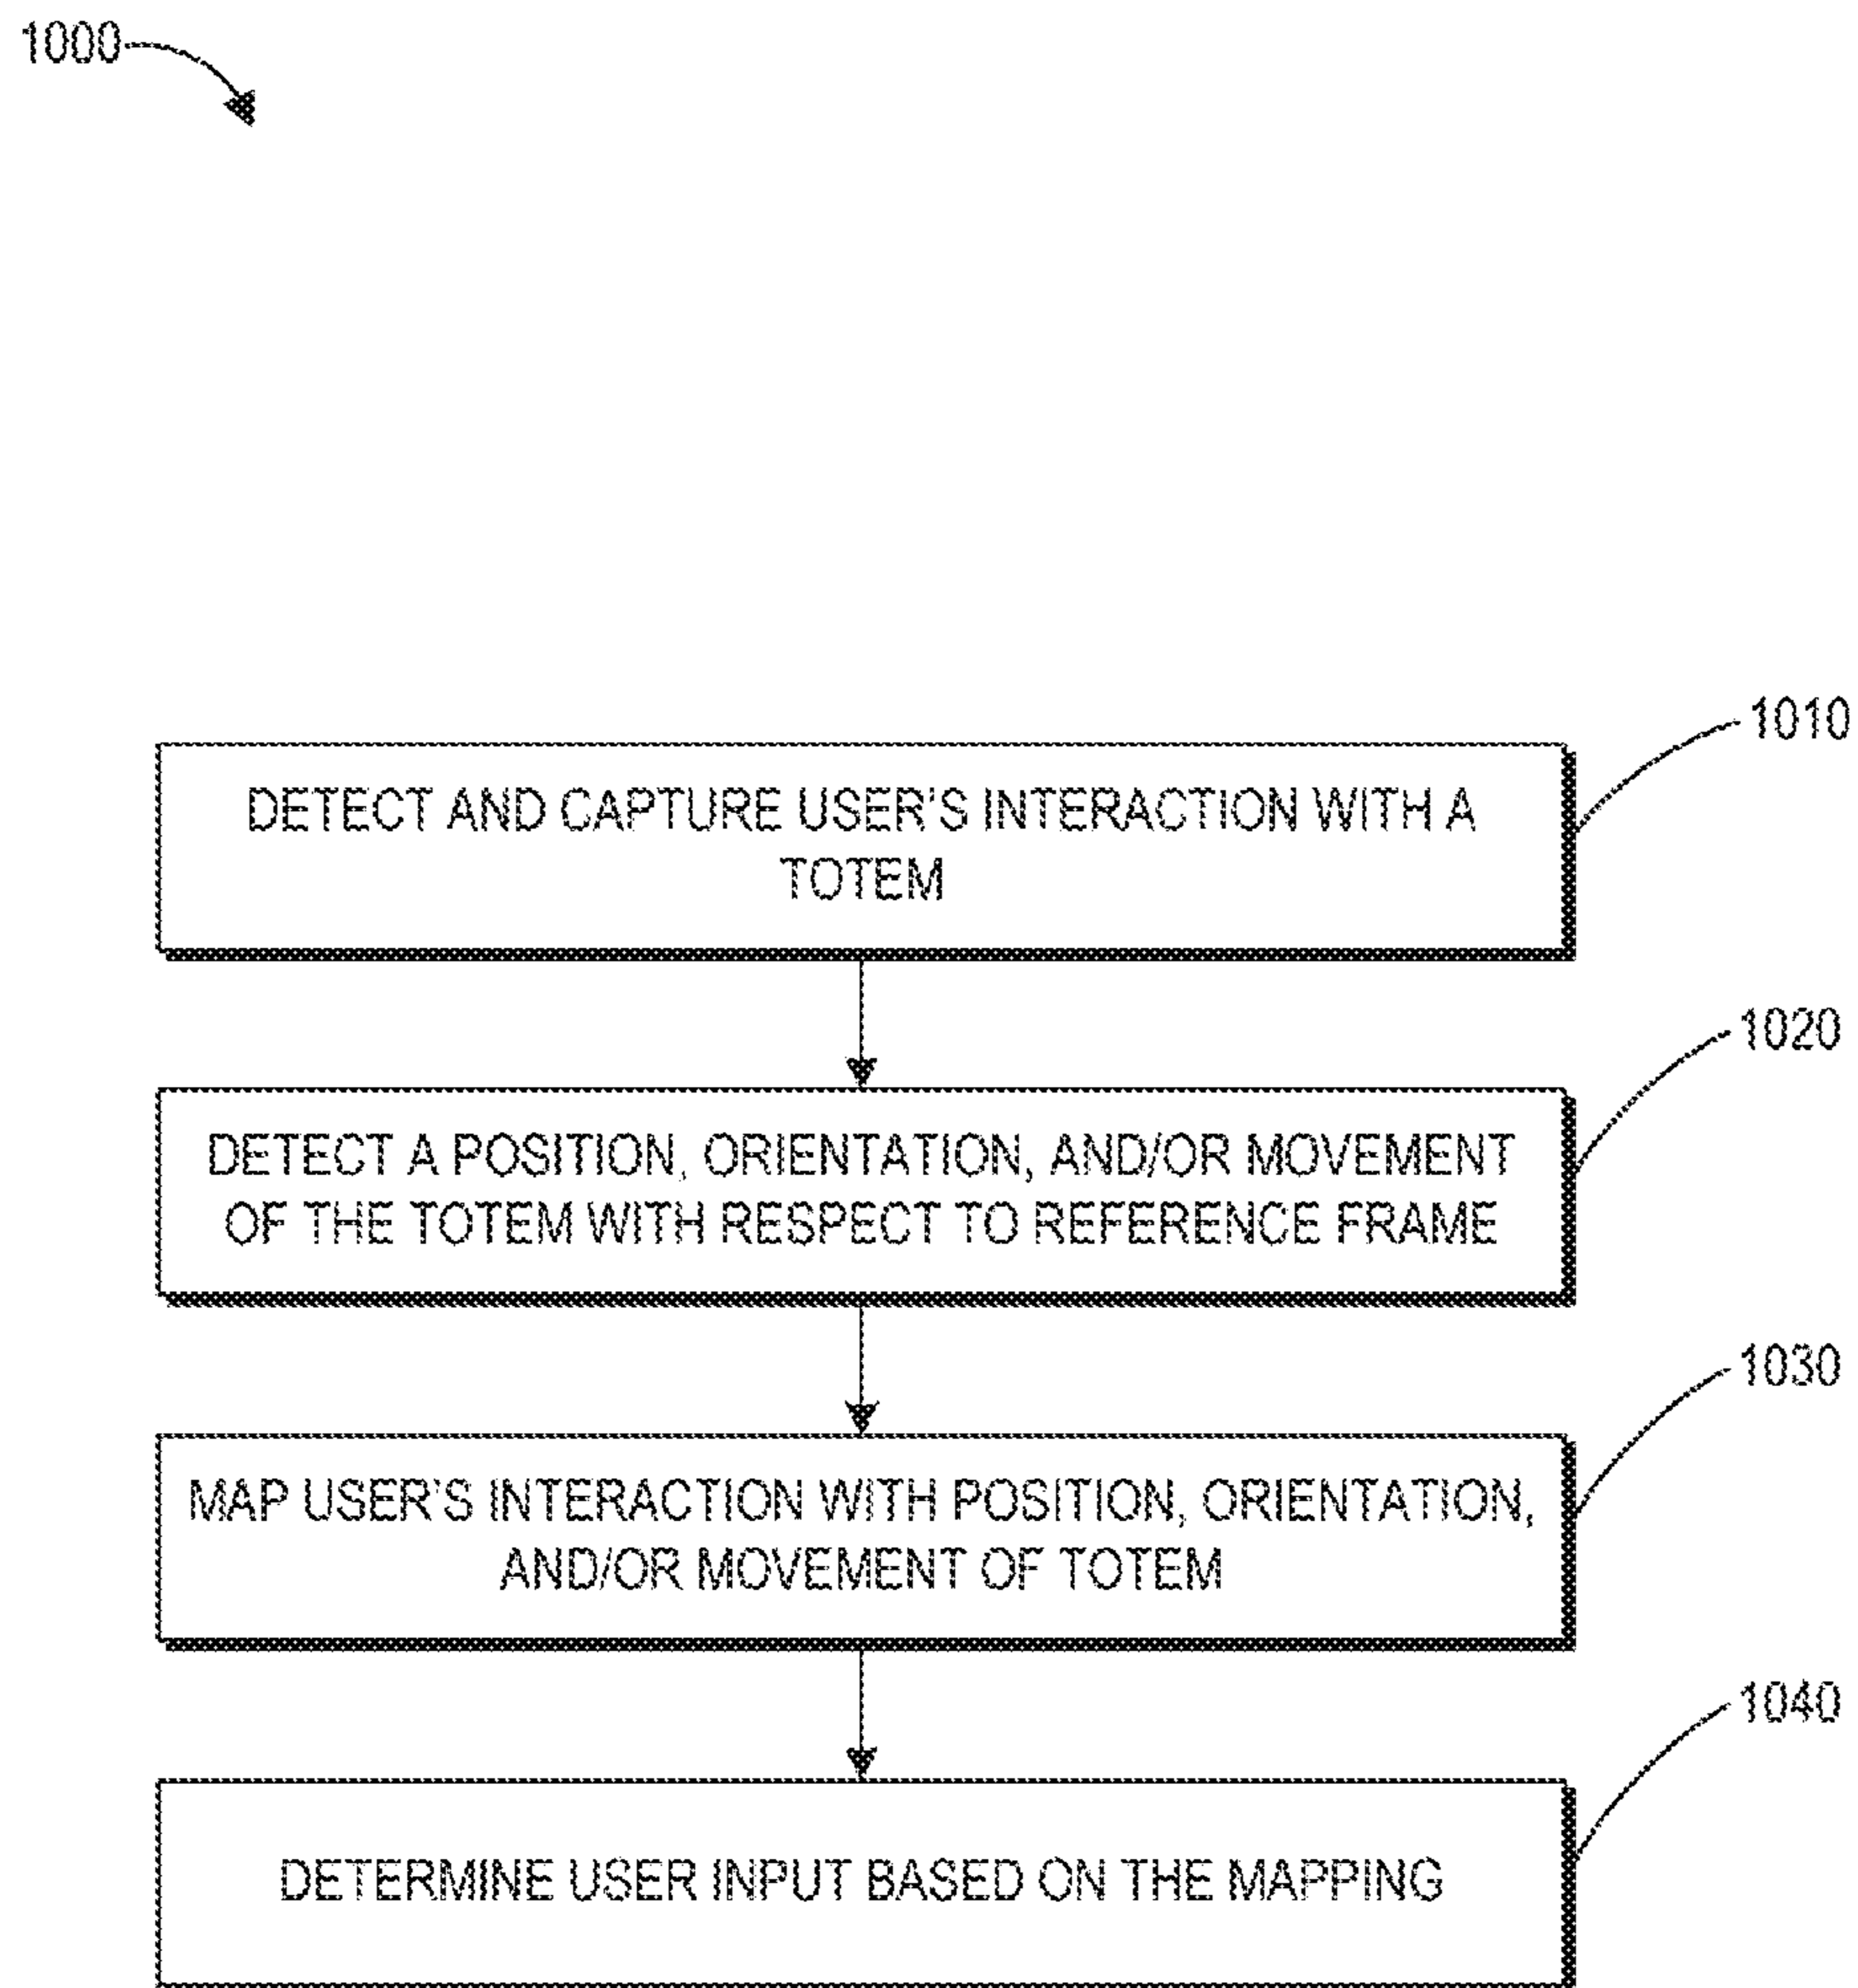 1000
1010
DETECT AND CAPTURE USER'S INTERACTION WITH A
TOTEM
1020
DETECT A POSITION, ORIENTATION, AND/OR MOVEMENT
OF THE TOTEM WITH RESPECT TO REFERENCE FRAME
1030
MAP USER'S INTERACTION WITH POSITION, ORIENTATION,
AND/OR MOVEMENT OF TOTEM
1040
DETERMINE USER INPUT BASED ON THE MAPPING